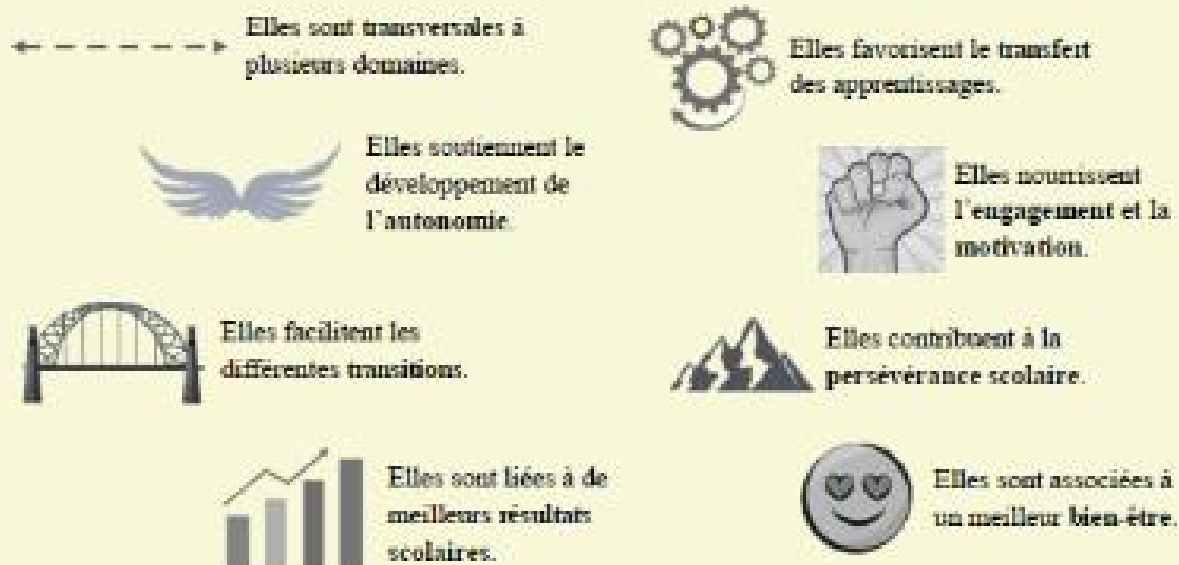 Elles sont transversales à
plusieurs domaines.
Elles favorisent le transfert
des apprentissages.
Elles soutiennent le
développement de
l'autonomie.
Elles nourrissent
l'engagement et la
motivation.
Elles facilitent les
différentes transitions.
Elles contribuent à la
persévérance scolaire.
Elles sont liées à de
meilleurs résultats
scolaires.
Elles sont associées à
un meilleur bien-être.